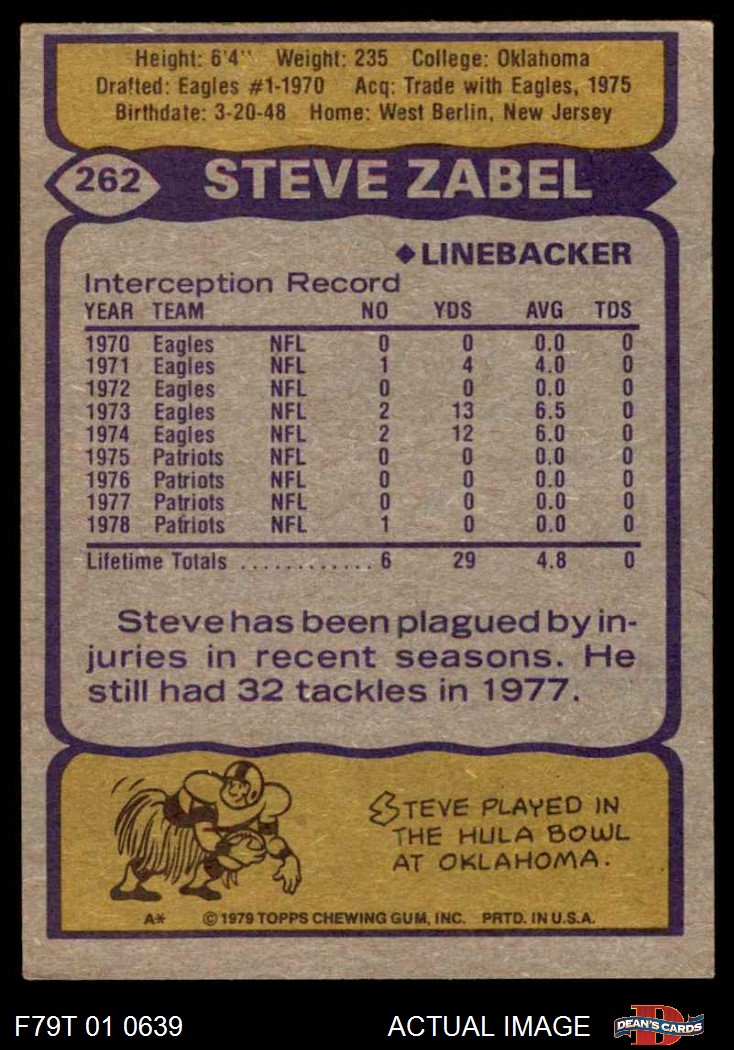 Height: 6'4'' Weight: 235 College: Oklahoma
Drafted: Eagles #1-1970 Acq: Trade with Eagles, 1975
Birthdate: 3-20-48 Home: West Berlin, New Jersey
262 STEVE ZABEL
◆LINEBACKER
Interception Record
YEAR TEAM NO YDS AVG TDS
1970 Eagles NFL 0 0 0.0 0
1971 Eagles NFL 1 4 4.0 0
1972 Eagles NFL 0 0 0.0 0
1973 Eagles NFL 2 13 6.5 0
1974 Eagles NFL 2 12 6.0 0
1975 Patriots NFL 0 0 0.0 0
1976 Patriots NFL 0 0 0.0 0
1977 Patriots NFL 0 0 0.0 0
1978 Patriots NFL 1 0 0.0 0
Lifetime Totals ............ 6 29 4.8 0
Steve has been plagued by in-
juries in recent seasons. He
still had 32 tackles in 1977.
STEVE PLAYED IN
THE HULA BOWL
AT OKLAHOMA.
A* © 1979 TOPPS CHEWING GUM, INC. PRTD. IN U.S.A.
F79T 01 0639 ACTUAL IMAGE D DEAN'S CARDS